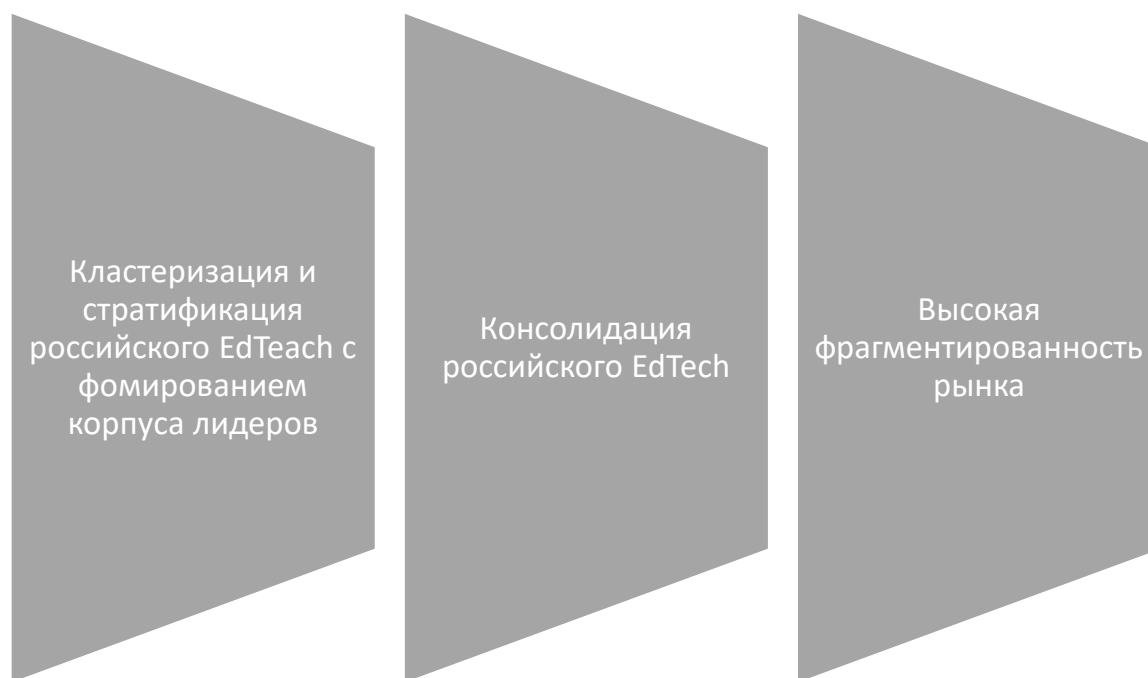 Кластеризация и
стратификация
российского EdTeach с
фомированием
корпуса лидеров
Консолидация
российского EdTech
Высокая
фрагментированность
рынка